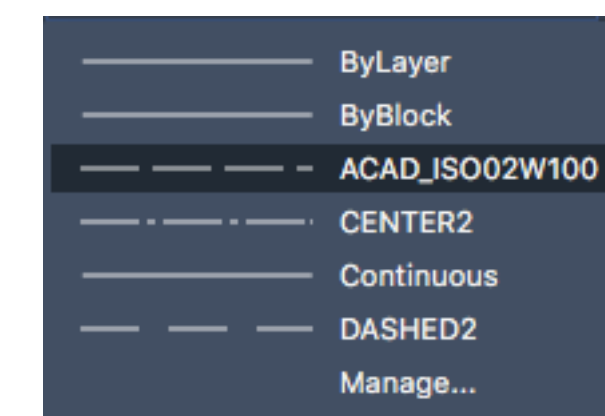 ByLayer
ByBlock
ACAD_ISO02W100
CENTER2
Continuous
DASHED2
Manage...